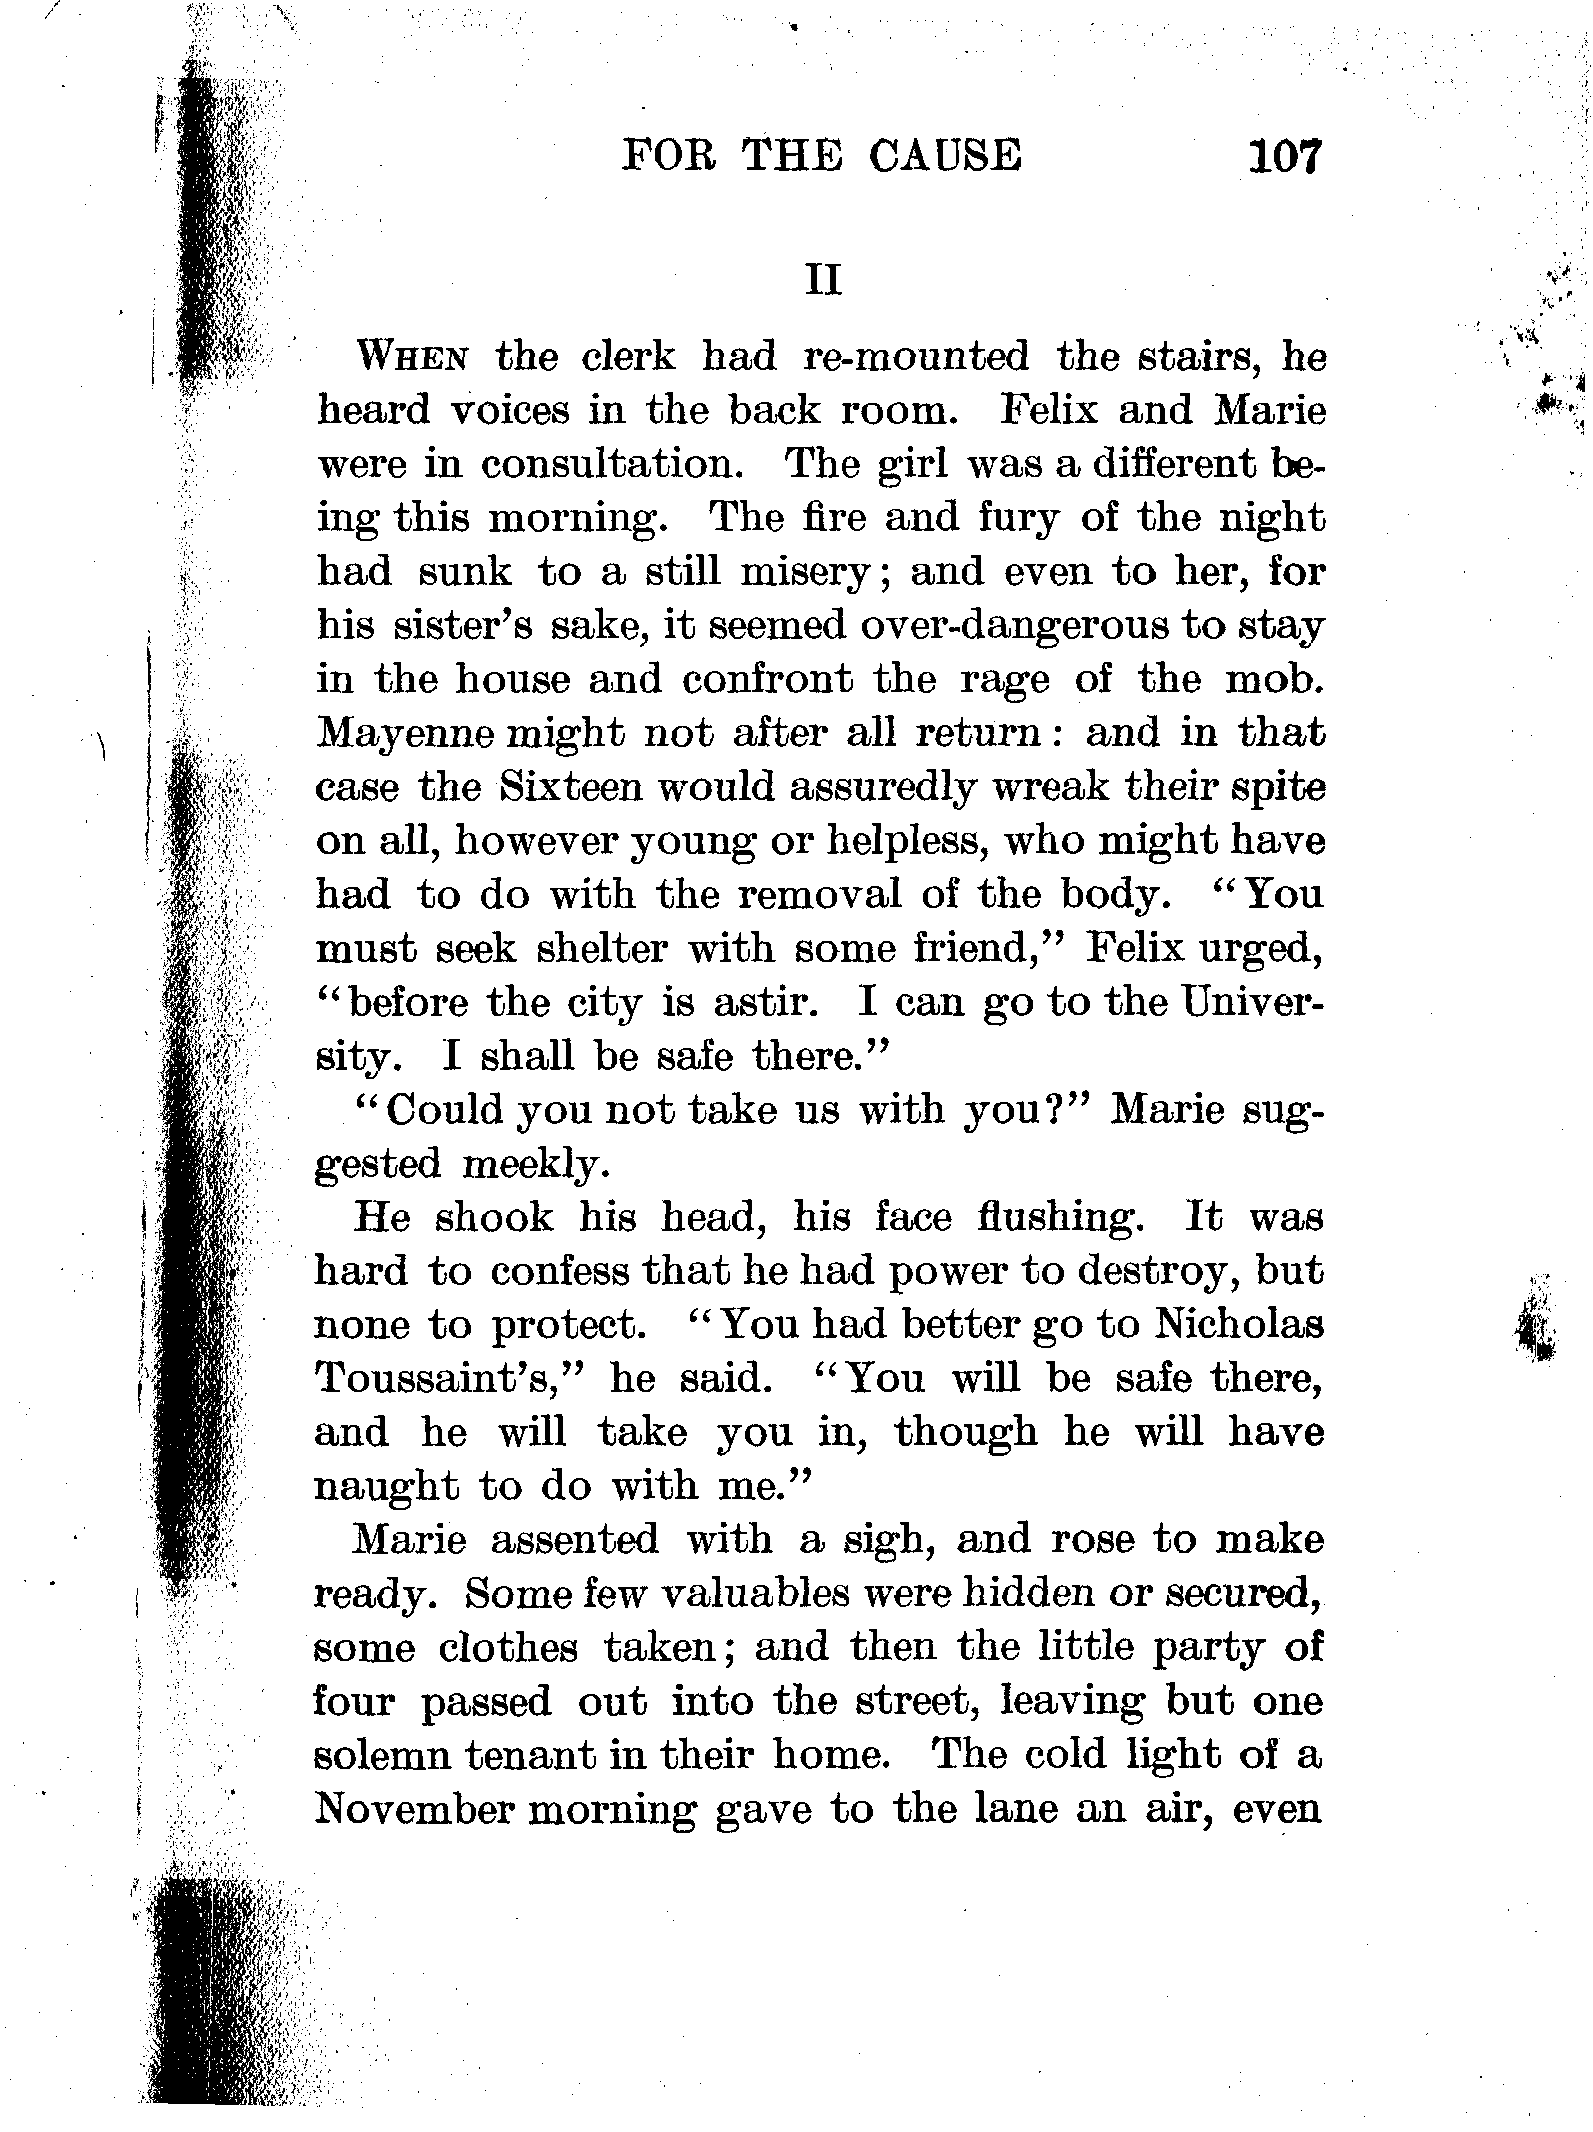 FOR THE CAUSE 107
II
WHEN the clerk had re-mounted the stairs, he
heard voices in the back room. Felix and Marie
were in consultation. The girl was a different be-
ing this morning. The fire and fury of the night
had sunk to a still misery; and even to her, for
his sister's sake, it seemed over-dangerous to stay
in the house and confront the rage of the mob.
Mayenne might not after all return: and in that
case the Sixteen would assuredly wreak their spite
on all, however young or helpless, who might have
had to do with the removal of the body. "You
must seek shelter with some friend," Felix urged,
"before the city is astir. I can go to the Univer-
sity. I shall be safe there."
"Could you not take us with you?" Marie sug-
gested meekly.
He shook his head, his face flushing. It was
hard to confess that he had power to destroy, but
none to protect. "You had better go to Nicholas
Toussaint's," he said. "You will be safe there,
and he will take you in, though he will have
naught to do with me."
Marie assented with a sigh, and rose to make
ready. Some few valuables were hidden or secured,
some clothes taken; and then the little party of
four passed out into the street, leaving but one
solemn tenant in their home. The cold light of a
November morning gave to the lane an air, even